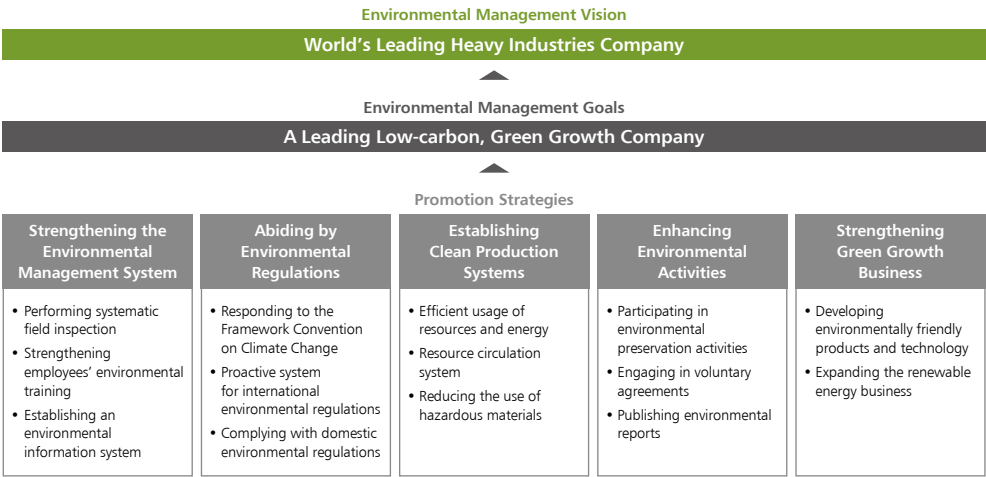 Environmental Management Vision
World's Leading Heavy Industries Company
Environmental Management Goals
A Leading Low-carbon, Green Growth Company
Promotion Strategies
Strengthening the
Environmental
Management System
• Performing systematic
field inspection
• Strengthening
employees' environmental
training
• Establishing an
environmental
information system
Abiding by
Environmental
Regulations
• Responding to the
Framework Convention
on Climate Change
• Proactive system
for international
environmental regulations
• Complying with domestic
environmental regulations
Establishing
Clean Production
Systems
• Efficient usage of
resources and energy
• Resource circulation
system
• Reducing the use of
hazardous materials
Enhancing
Environmental
Activities
• Participating in
environmental
preservation activities
• Engaging in voluntary
agreements
• Publishing environmental
reports
Strengthening
Green Growth
Business
• Developing
environmentally friendly
products and technology
• Expanding the renewable
energy business